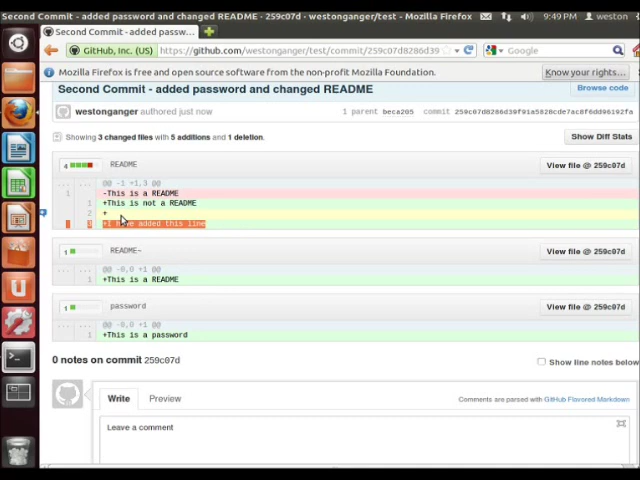 Second Commit - added password and changed README · 259c07d · westonganger/test - Mozilla Firefox
9:49 PM
weston
Second Commit - added passw...
GitHub, Inc. (US)
https://github.com/westonganger/test/commit/259c07d8286d39
Google
Mozilla Firefox is free and open source software from the non-profit Mozilla Foundation.
Know your rights...
Second Commit - added password and changed README
Browse code
westonganger authored just now
1 parent beca205 commit 259c07d8286d39f91a5828cde7ac8f6dd96192fa
Showing 3 changed files with 5 additions and 1 deletion.
Show Diff Stats
4 README
View file @ 259c07d
... ... @@ -1 +1,3 @@
1 -This is a README
1 +This is not a README
2 +
3 +i have added this line
1 README~
View file @ 259c07d
... ... @@ -0,0 +1 @@
1 +This is a README
1 password
View file @ 259c07d
... ... @@ -0,0 +1 @@
1 +This is a password
0 notes on commit 259c07d
Show line notes below
Write Preview
Comments are parsed with GitHub Flavored Markdown
Leave a comment